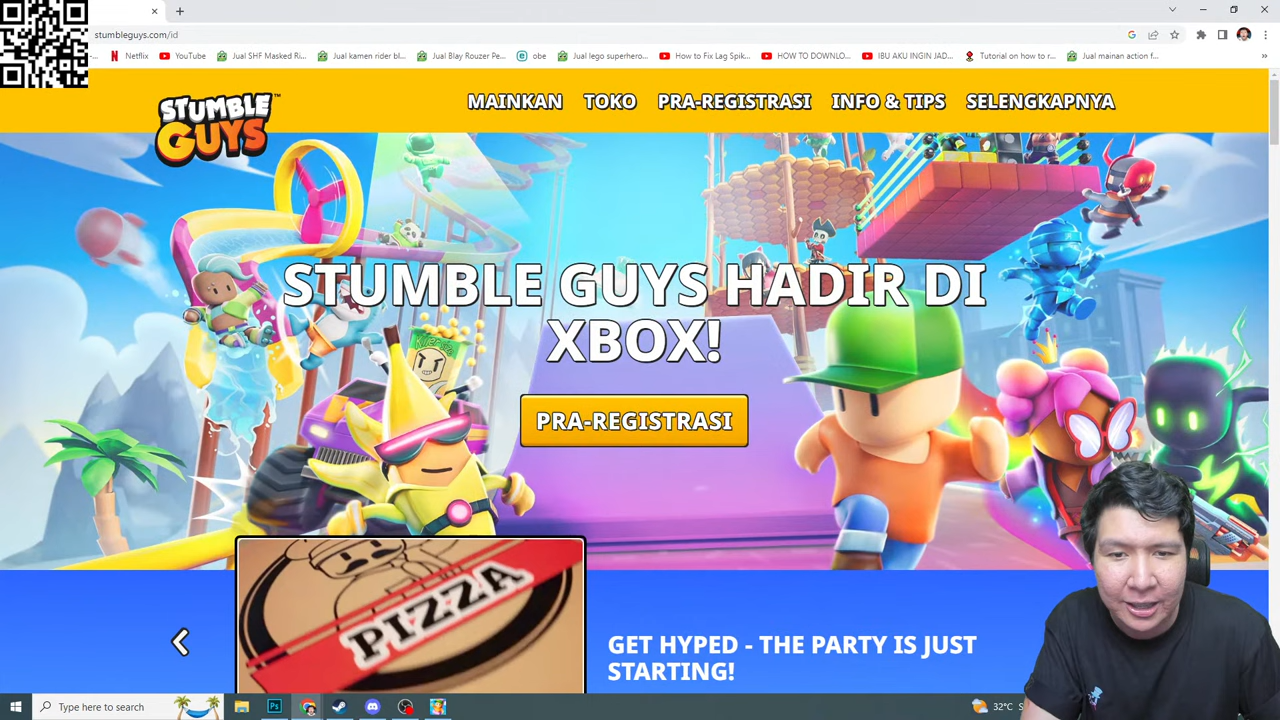 stumbleguys.com/id
Netflix
YouTube
Jual SHF Masked Ri...
Jual kamen rider bl...
Jual Blay Rouzer Pe...
obe
Jual lego superhero...
How to Fix Lag Spik...
HOW TO DOWNLO...
IBU AKU INGIN JAD...
Tutorial on how to r...
Jual mainan action f...
STUMBLE GUYS™
MAINKAN
TOKO
PRA-REGISTRASI
INFO & TIPS
SELENGKAPNYA
STUMBLE GUYS HADIR DI
XBOX!
PRA-REGISTRASI
PIZZA
GET HYPED - THE PARTY IS JUST
STARTING!
Type here to search
32°C